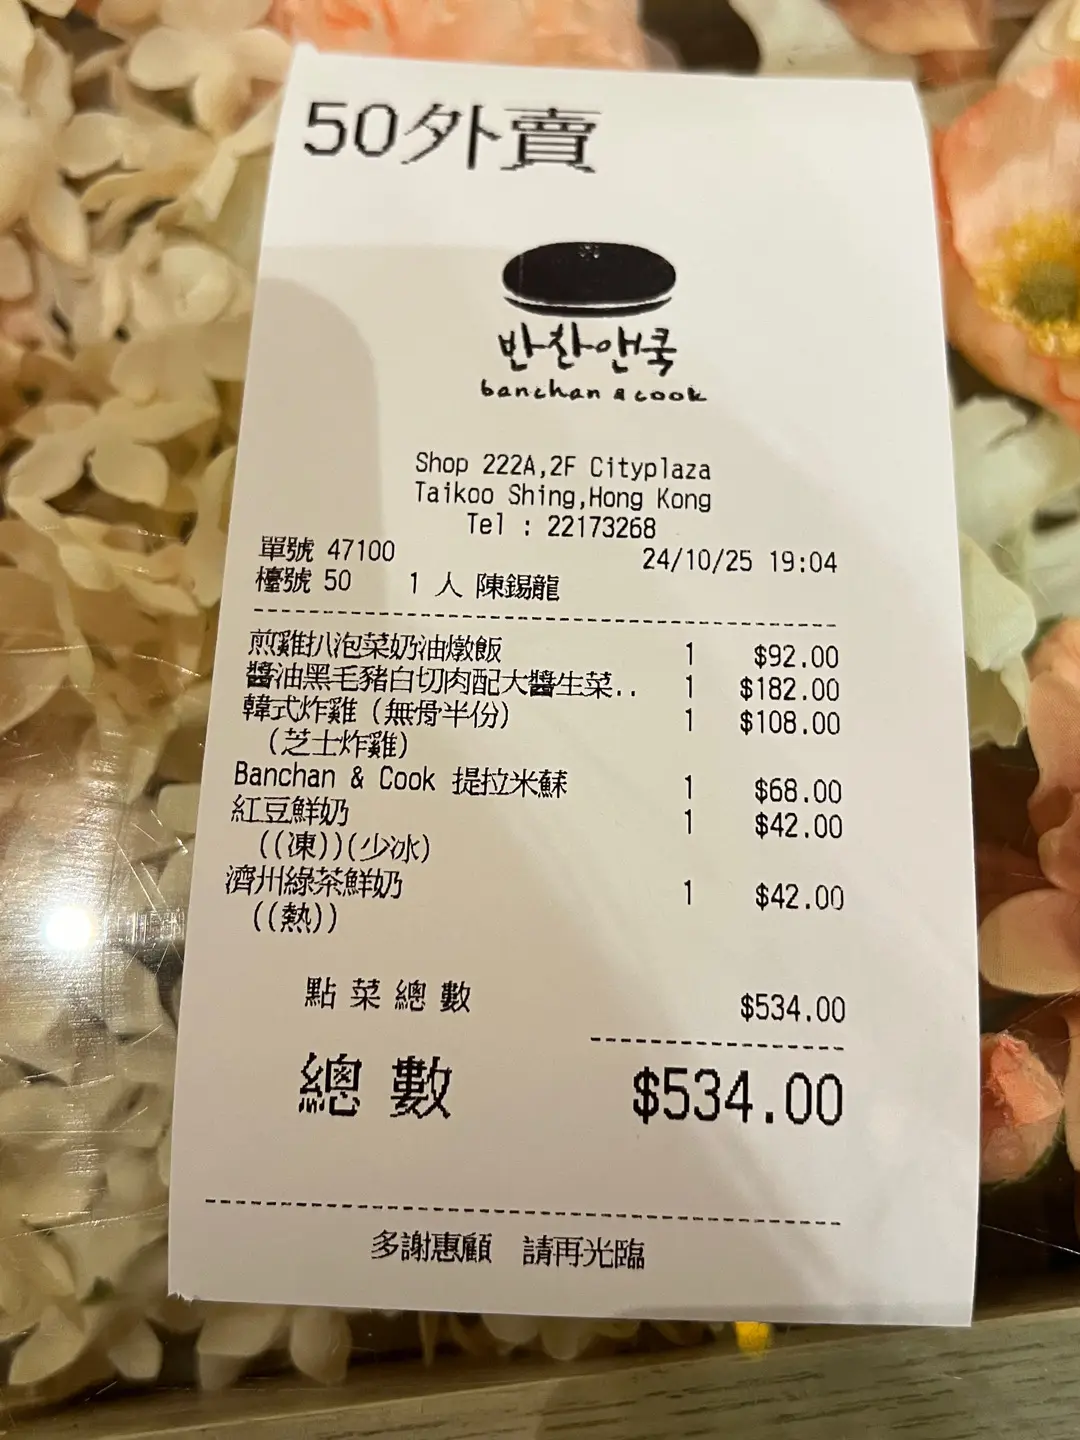 50外賣
반찬앤쿡
banchan & cook
Shop 222A,2F Cityplaza
Taikoo Shing,Hong Kong
Tel : 22173268
單號 47100 24/10/25 19:04
檯號 50 1 人 陳錫龍
煎雞扒泡菜奶油燉飯 1 $92.00
醬油黑毛豬白切肉配大醬生菜.. 1 $182.00
韓式炸雞 (無骨半份) 1 $108.00
(芝士炸雞)
Banchan & Cook 提拉米蘇 1 $68.00
紅豆鮮奶 1 $42.00
((凍))(少冰)
濟州綠茶鮮奶 1 $42.00
((熱))
點菜總數 $534.00
總數 $534.00
多謝惠顧 請再光臨